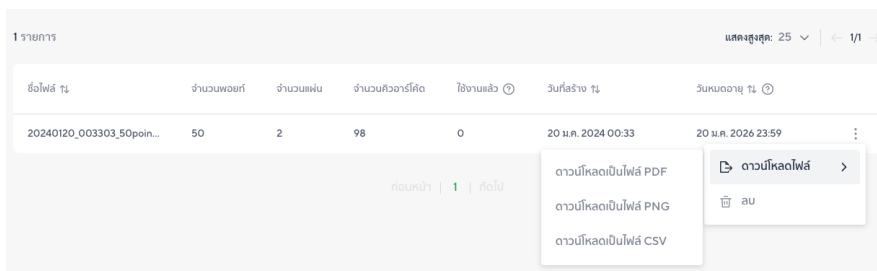 1 รายการ
แสดงสูงสุด: 25
1/1
ชื่อไฟล์ จำนวนพอยท์ จำนวนแผ่น จำนวนคิวอาร์โค้ด ใช้งานแล้ว วันที่สร้าง วันหมดอายุ
20240120_003303_50poin... 50 2 98 0 20 ม.ค. 2024 00:33 20 ม.ค. 2026 23:59
ดาวน์โหลดไฟล์
ลบ
ดาวน์โหลดเป็นไฟล์ PDF
ดาวน์โหลดเป็นไฟล์ PNG
ดาวน์โหลดเป็นไฟล์ CSV
ก่อนหน้า | 1 | ถัดไป